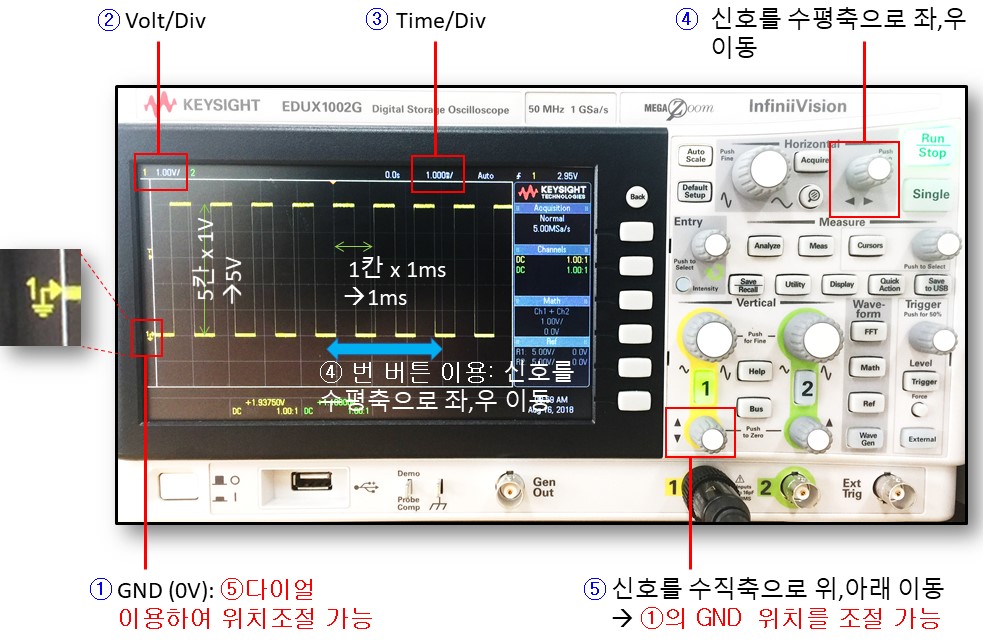 ② Volt/Div
③ Time/Div
④ 신호를 수평축으로 좌,우
이동
KEYSIGHT
EDUX1002G
Digital Storage Oscilloscope
50 MHz 1 GSa/s
MEGA Zoom
InfiniiVision
1 1.00V/ 2
0.0s
Auto
1 2.95V
KEYSIGHT
TECHNOLOGIES
Acquisition
Normal
5.00MSa/s
Channels
DC 1.00:1
DC 1.00:1
Math
Ch1 + Ch2
1.00V/
0.0V
Ref
R1: 5.00V/ 0.0V
5.00V/ 0.0V
5칸 x 1V
→5V
1칸 x 1ms
→1ms
④ 번 버튼 이용: 신호를
수평축으로 좌,우 이동
+1.93750V
DC 1.00:1
DC 1.00:1
16, 2018
1
Back
Auto
Scale
Push
Fine
Horizontal
Acquire
Push
Run
Stop
Default
Setup
Single
Entry
Measure
Push to
Select
Intensity
Analyze
Meas
Cursors
Push to Select
Save
Recall
Utility
Display
Quick
Action
Save
to USB
Vertical
Wave-
form
Trigger
Push for 50%
Push
for Fine
FFT
Help
Math
Level
Trigger
1
2
Force
Bus
Ref
Push
to Zero
Wave
Gen
External
Demo
Probe
Comp
Gen
Out
1
2
Ext
Trig
① GND (0V): ⑤다이얼
이용하여 위치조절 가능
⑤ 신호를 수직축으로 위,아래 이동
→ ①의 GND 위치를 조절 가능